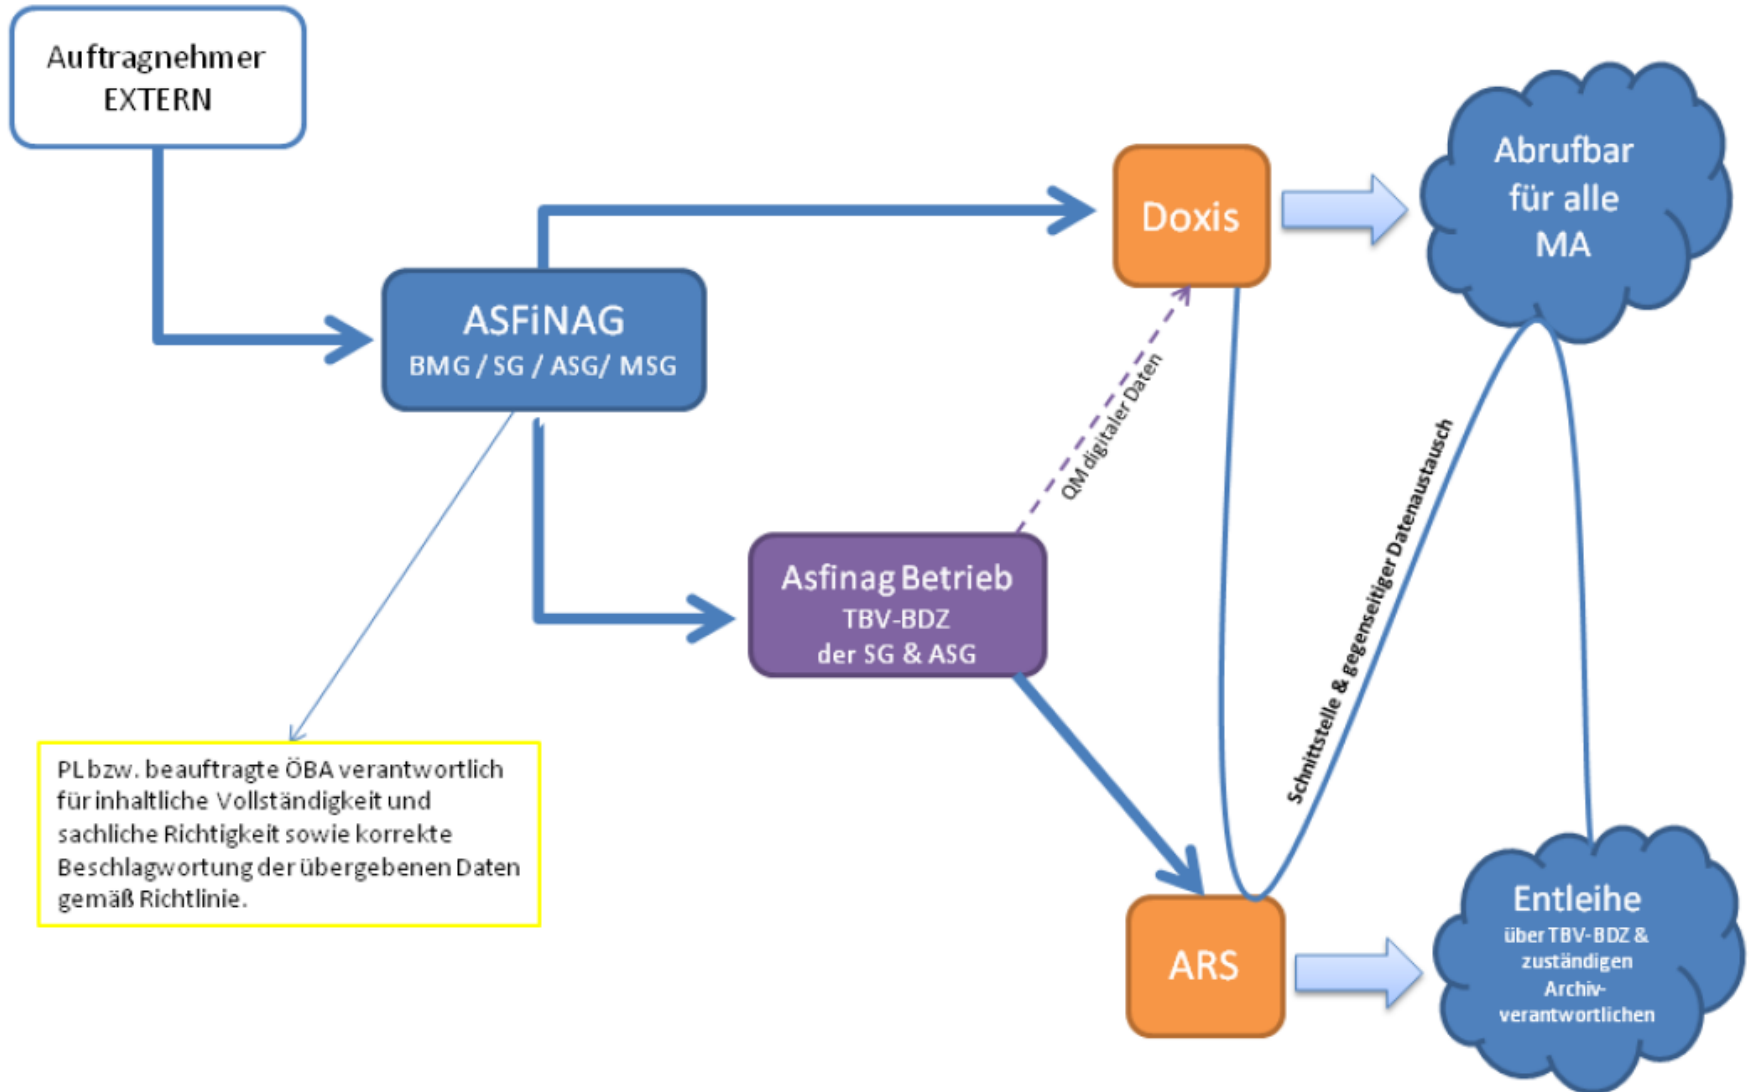 Auftragnehmer
EXTERN
Abrufbar
für alle
MA
Doxis
ASFiNAG
BMG / SG / ASG/ MSG
QM digitaler Daten
Schnittstelle & gegenseitiger Datenaustausch
Asfinag Betrieb
TBV-BDZ
der SG & ASG
PL bzw. beauftragte ÖBA verantwortlich
für inhaltliche Vollständigkeit und
sachliche Richtigkeit sowie korrekte
Beschlagwortung der übergebenen Daten
gemäß Richtlinie.
ARS
Entleihe
über TBV-BDZ &
zuständigen
Archiv-
verantwortlichen